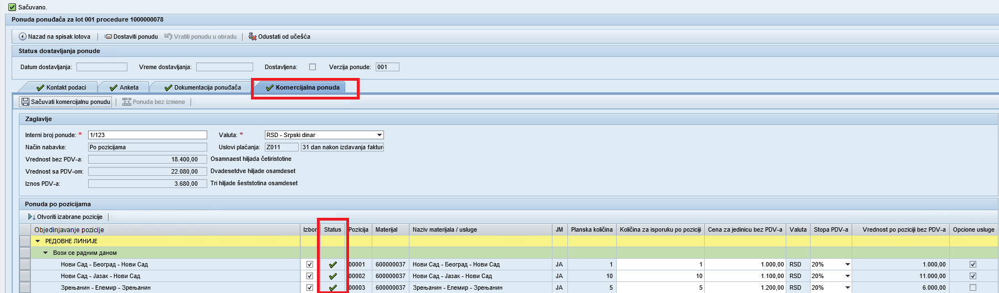 Sačuvano.
Ponuda ponuđača za lot 001 procedure 1000000078
Nazad na spisak lotova Dostaviti ponudu Vratiti ponudu u obradu Odustati od učešća
Status dostavljanja ponude
Datum dostavljanja: Vreme dostavljanja: Dostavljena: Verzija ponude: 001
Kontakt podaci Anketa Dokumentacija ponuđača Komercijalna ponuda
Sačuvati komercijalnu ponudu Ponuda bez izmene
Zaglavlje
Interni broj ponude: * 1/123 Valuta: * RSD - Srpski dinar
Način nabavke: Po pozicijama Uslovi plaćanja: Z011 31 dan nakon izdavanja faktur
Vrednost bez PDV-a: 18.400,00 Osamnaest hiljada četiristotine
Vrednost sa PDV-om: 22.080,00 Dvadesetdve hiljade osamdeset
Iznos PDV-a: 3.680,00 Tri hiljade šeststotina osamdeset
Ponuda po pozicijama
Otvoriti izabrane pozicije
Objedinjavanje pozicije Izbor Status Pozicija Materijal Naziv materijala / usluge JM Planska količina Količina za isporuku po poziciji Cena za jedinicu bez PDV-a Valuta Stopa PDV-a Vrednost po poziciji bez PDV-a Opcione usluge
РЕДОВНЕ ЛИНИЈЕ
Вози се радним даном
Нови Сад - Београд - Нови Сад 00001 600000037 Нови Сад - Београд - Нови Сад JA 1 1 1.000,00 RSD 20% 1.000,00
Нови Сад - Јазак - Нови Сад 00002 600000037 Нови Сад - Јазак - Нови Сад JA 10 10 1.100,00 RSD 20% 11.000,00
Зрењанин - Елемир - Зрењанин 00003 600000037 Зрењанин - Елемир - Зрењанин JA 5 5 1.200,00 RSD 20% 6.000,00